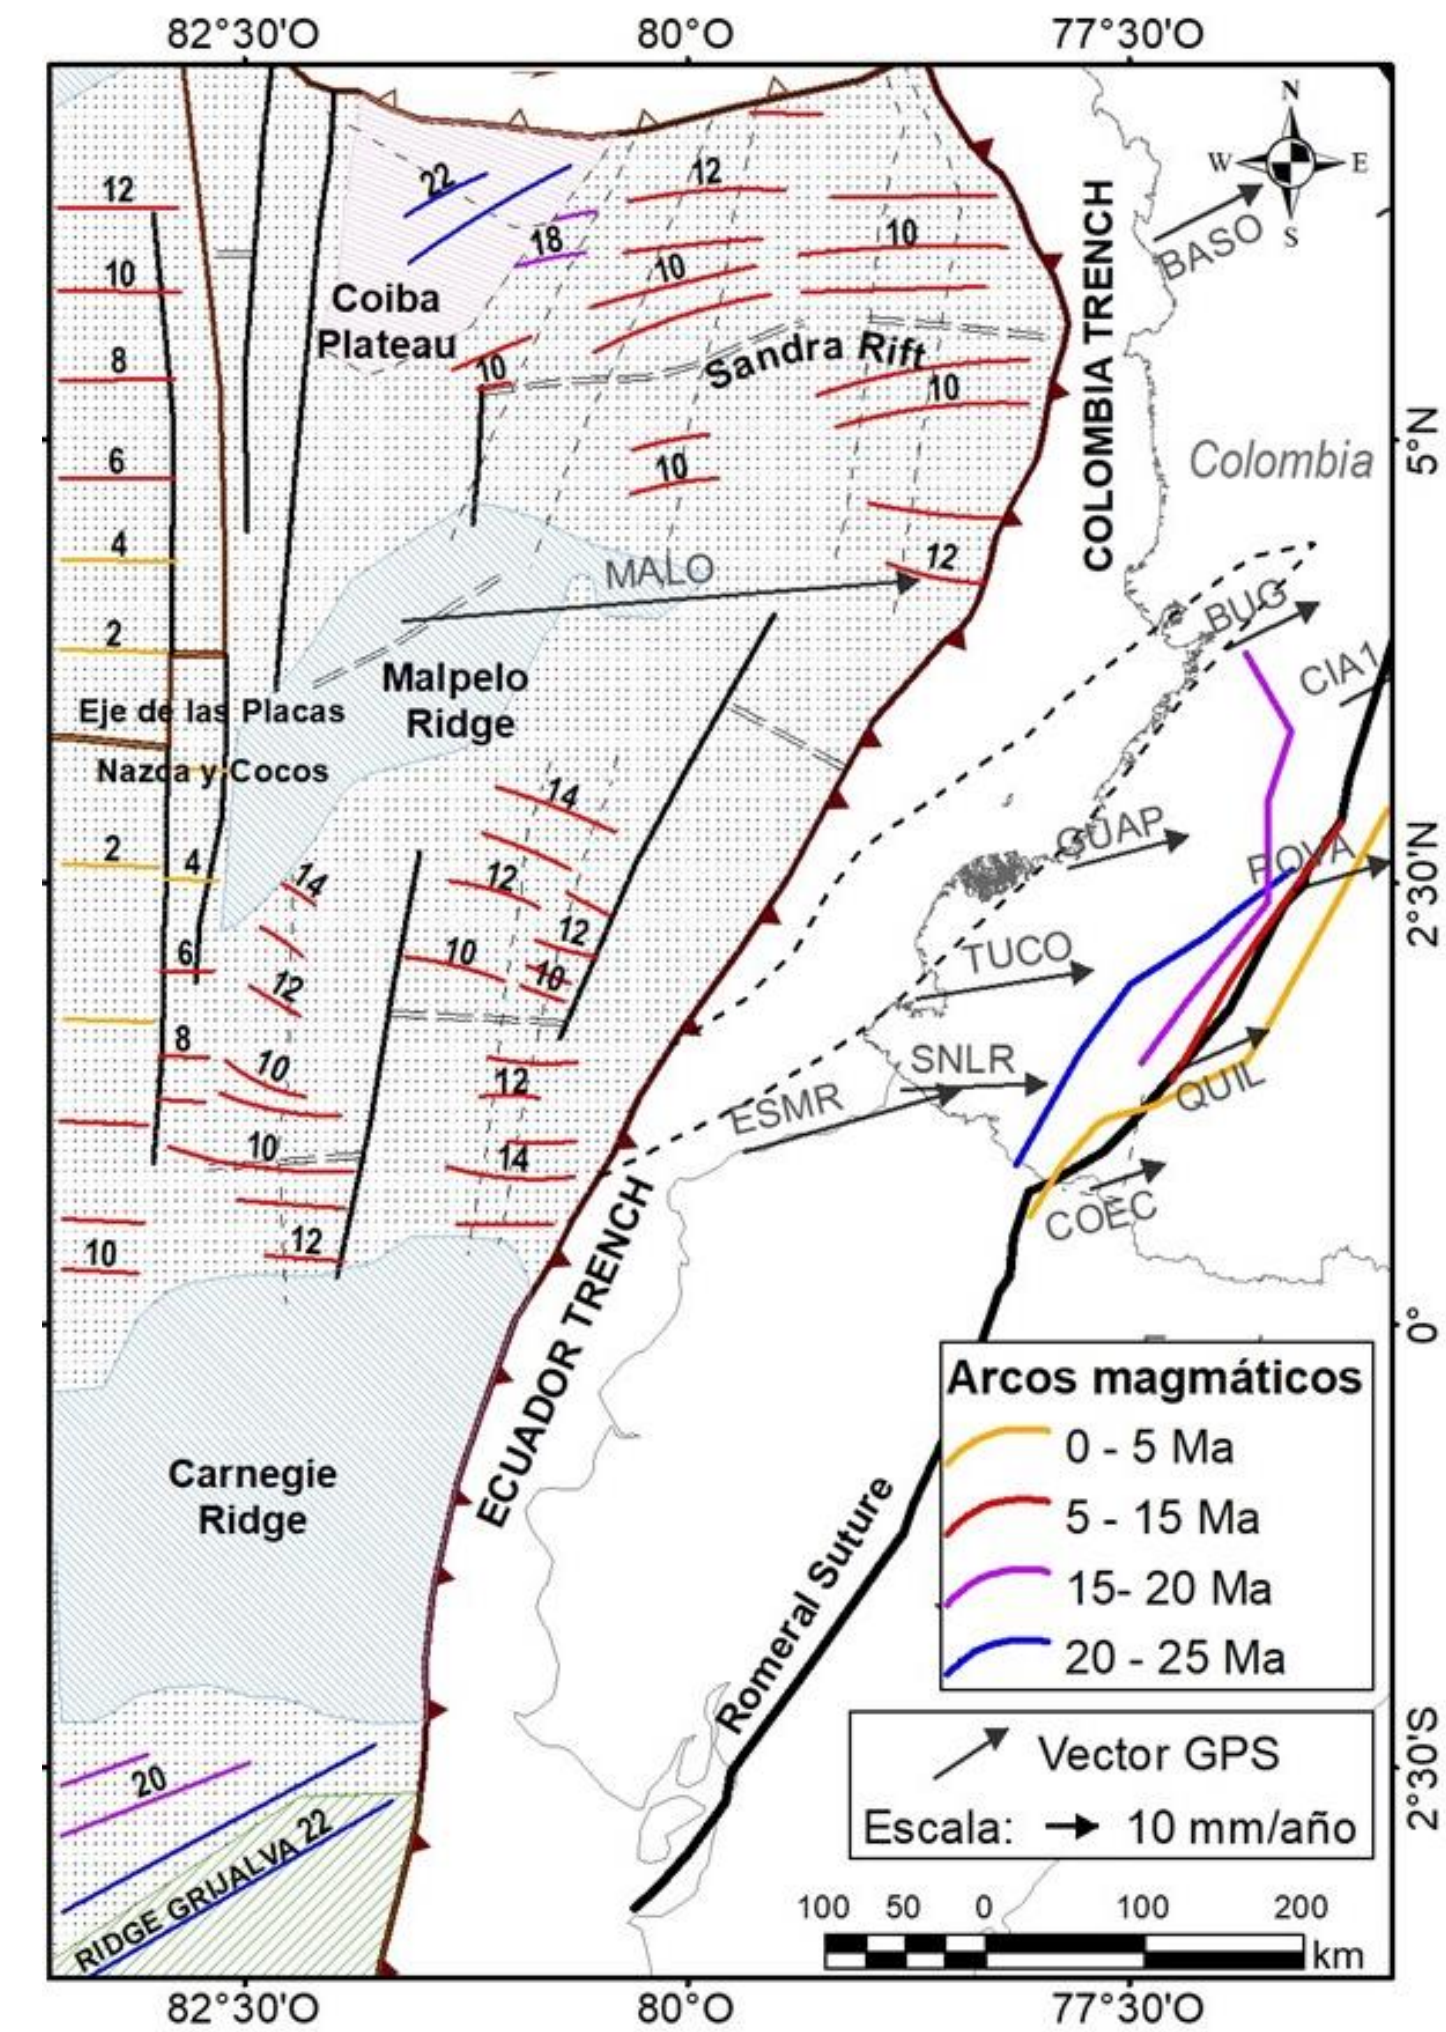 82°30'O 80°O 77°30'O
N
W E
S
BASO
12
22
12
18
10
10
10
COLOMBIA TRENCH
Coiba
Plateau
8
Sandra Rift
10
10
5°N
6
10
Colombia
4
12
MALO
BUG
2
CIA1
Malpelo
Ridge
Eje de las Placas
Nazca y Cocos
14
GUAP
2
4
14
12
POVA
2°30'N
12
6
10
10
TUCO
12
8
10
12
SNLR
ESMR
QUIL
10
14
COEC
12
10
ECUADOR TRENCH
0°
Arcos magmáticos
0 - 5 Ma
5 - 15 Ma
15- 20 Ma
20 - 25 Ma
Carnegie
Ridge
Romeral Suture
2°30'S
Vector GPS
Escala: 10 mm/año
20
RIDGE GRIJALVA 22
100 50 0 100 200
km
82°30'O 80°O 77°30'O